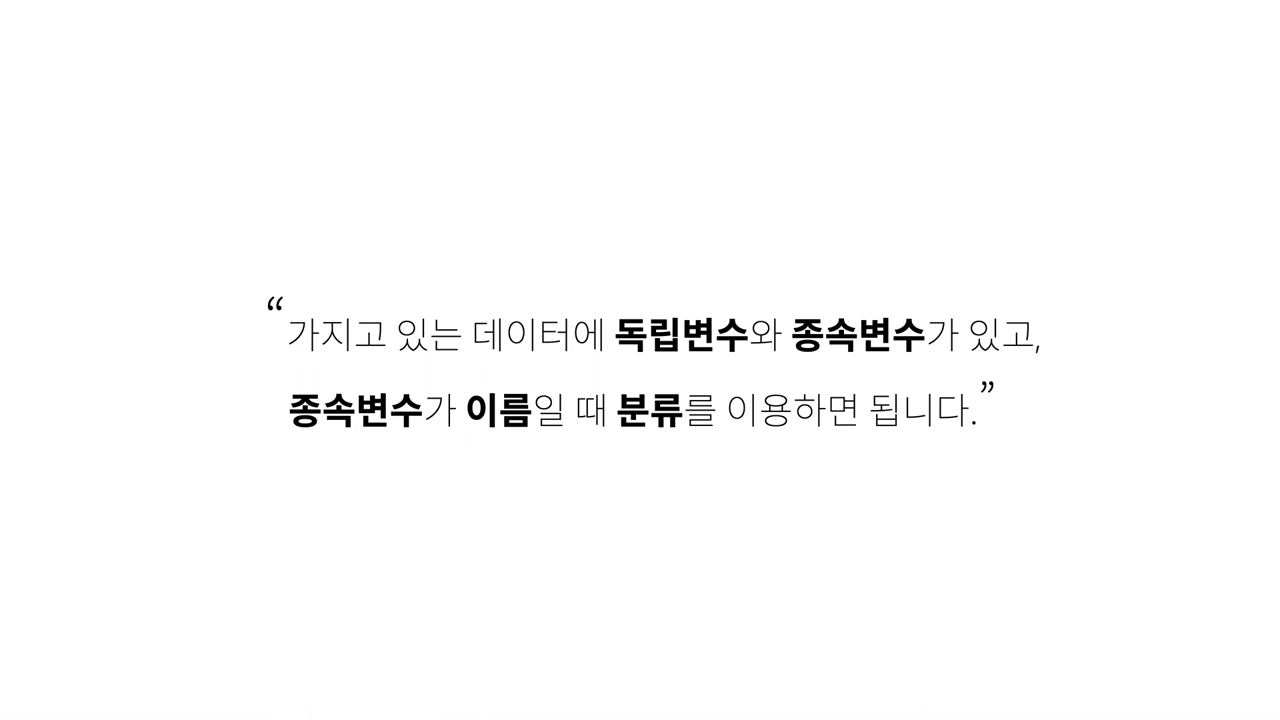 “가지고 있는 데이터에 독립변수와 종속변수가 있고,
종속변수가 이름일 때 분류를 이용하면 됩니다.”